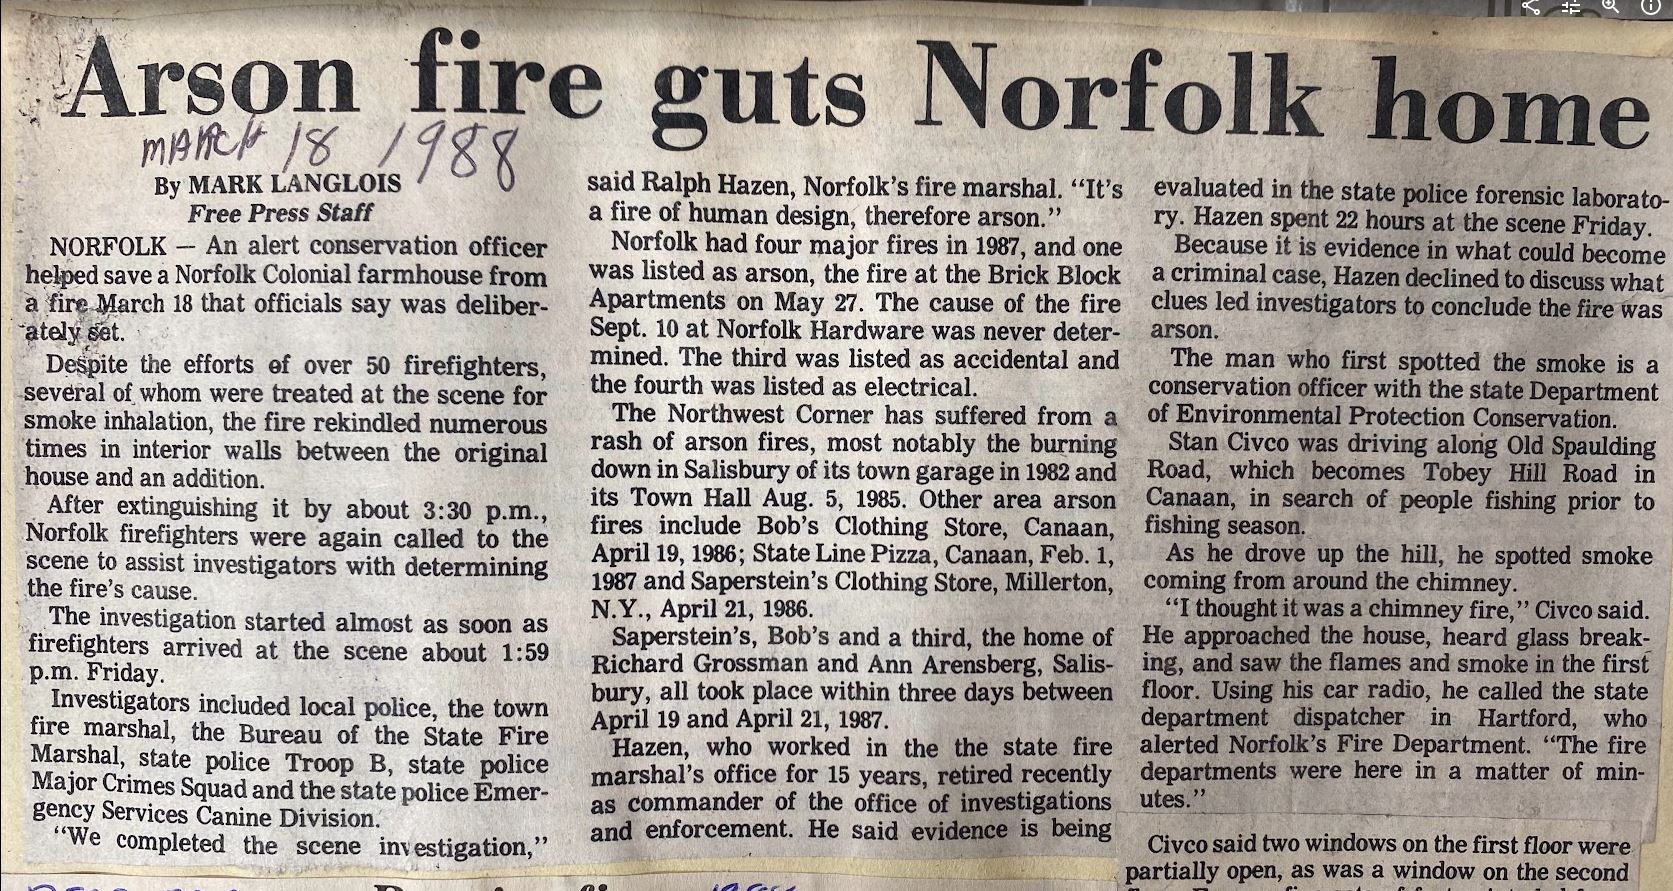 Arson fire guts Norfolk home
MARCH 18 1988
By MARK LANGLOIS
Free Press Staff
NORFOLK — An alert conservation officer
helped save a Norfolk Colonial farmhouse from
a fire March 18 that officials say was deliber-
ately set.
Despite the efforts of over 50 firefighters,
several of whom were treated at the scene for
smoke inhalation, the fire rekindled numerous
times in interior walls between the original
house and an addition.
After extinguishing it by about 3:30 p.m.,
Norfolk firefighters were again called to the
scene to assist investigators with determining
the fire's cause.
The investigation started almost as soon as
firefighters arrived at the scene about 1:59
p.m. Friday.
Investigators included local police, the town
fire marshal, the Bureau of the State Fire
Marshal, state police Troop B, state police
Major Crimes Squad and the state police Emer-
gency Services Canine Division.
"We completed the scene investigation,"
said Ralph Hazen, Norfolk's fire marshal. "It's
a fire of human design, therefore arson."
Norfolk had four major fires in 1987, and one
was listed as arson, the fire at the Brick Block
Apartments on May 27. The cause of the fire
Sept. 10 at Norfolk Hardware was never deter-
mined. The third was listed as accidental and
the fourth was listed as electrical.
The Northwest Corner has suffered from a
rash of arson fires, most notably the burning
down in Salisbury of its town garage in 1982 and
its Town Hall Aug. 5, 1985. Other area arson
fires include Bob's Clothing Store, Canaan,
April 19, 1986; State Line Pizza, Canaan, Feb. 1,
1987 and Saperstein's Clothing Store, Millerton,
N.Y., April 21, 1986.
Saperstein's, Bob's and a third, the home of
Richard Grossman and Ann Arensberg, Salis-
bury, all took place within three days between
April 19 and April 21, 1987.
Hazen, who worked in the the state fire
marshal's office for 15 years, retired recently
as commander of the office of investigations
and enforcement. He said evidence is being
evaluated in the state police forensic laborato-
ry. Hazen spent 22 hours at the scene Friday.
Because it is evidence in what could become
a criminal case, Hazen declined to discuss what
clues led investigators to conclude the fire was
arson.
The man who first spotted the smoke is a
conservation officer with the state Department
of Environmental Protection Conservation.
Stan Civco was driving along Old Spaulding
Road, which becomes Tobey Hill Road in
Canaan, in search of people fishing prior to
fishing season.
As he drove up the hill, he spotted smoke
coming from around the chimney.
"I thought it was a chimney fire," Civco said.
He approached the house, heard glass break-
ing, and saw the flames and smoke in the first
floor. Using his car radio, he called the state
department dispatcher in Hartford, who
alerted Norfolk's Fire Department. "The fire
departments were here in a matter of min-
utes."
Civco said two windows on the first floor were
partially open, as was a window on the second